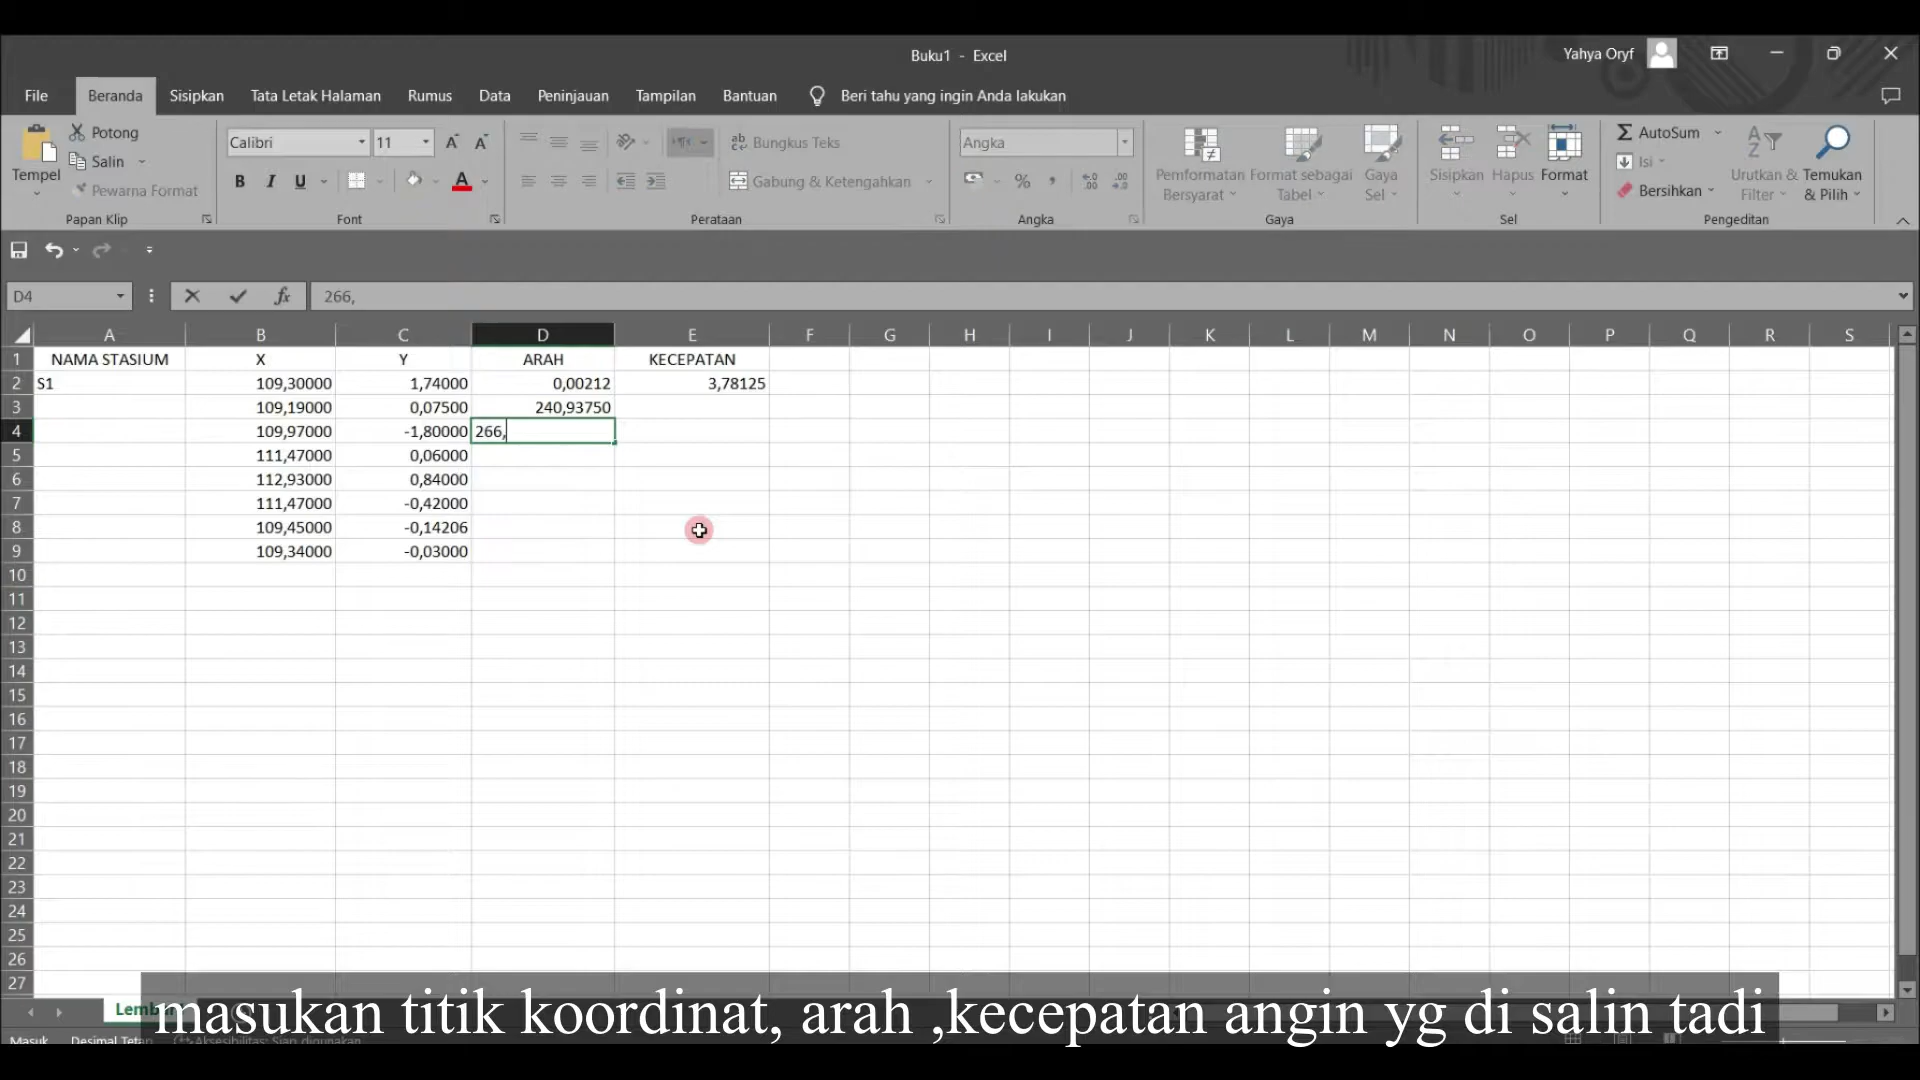 Buku1 - Excel
Yahya Oryf
File Beranda Sisipkan Tata Letak Halaman Rumus Data Peninjauan Tampilan Bantuan Beri tahu yang ingin Anda lakukan
Tempel
Potong
Salin
Pewarna Format
Papan Klip
Calibri 11
B I U A
Font
ab Bungkus Teks
Gabung & Ketengahkan
Perataan
Angka
%
Angka
Pemformatan Bersyarat
Format sebagai Tabel
Gaya Sel
Gaya
Sisipkan Hapus Format
Sel
AutoSum
Isi
Bersihkan
Urutkan & Filter
Temukan & Pilih
Pengeditan
D4 fx 266,
A B C D E F G H I J K L M N O P Q R S
1 NAMA STASIUM X Y ARAH KECEPATAN
2 S1 109,30000 1,74000 0,00212 3,78125
3 109,19000 0,07500 240,93750
4 109,97000 -1,80000 266,
5 111,47000 0,06000
6 112,93000 0,84000
7 111,47000 -0,42000
8 109,45000 -0,14206
9 109,34000 -0,03000
10
11
12
13
14
15
16
17
18
19
20
21
22
23
24
25
26
27
masukan titik koordinat, arah ,kecepatan angin yg di salin tadi
Masuk Desimal Tetap Aksesibilitas: Siap digunakan